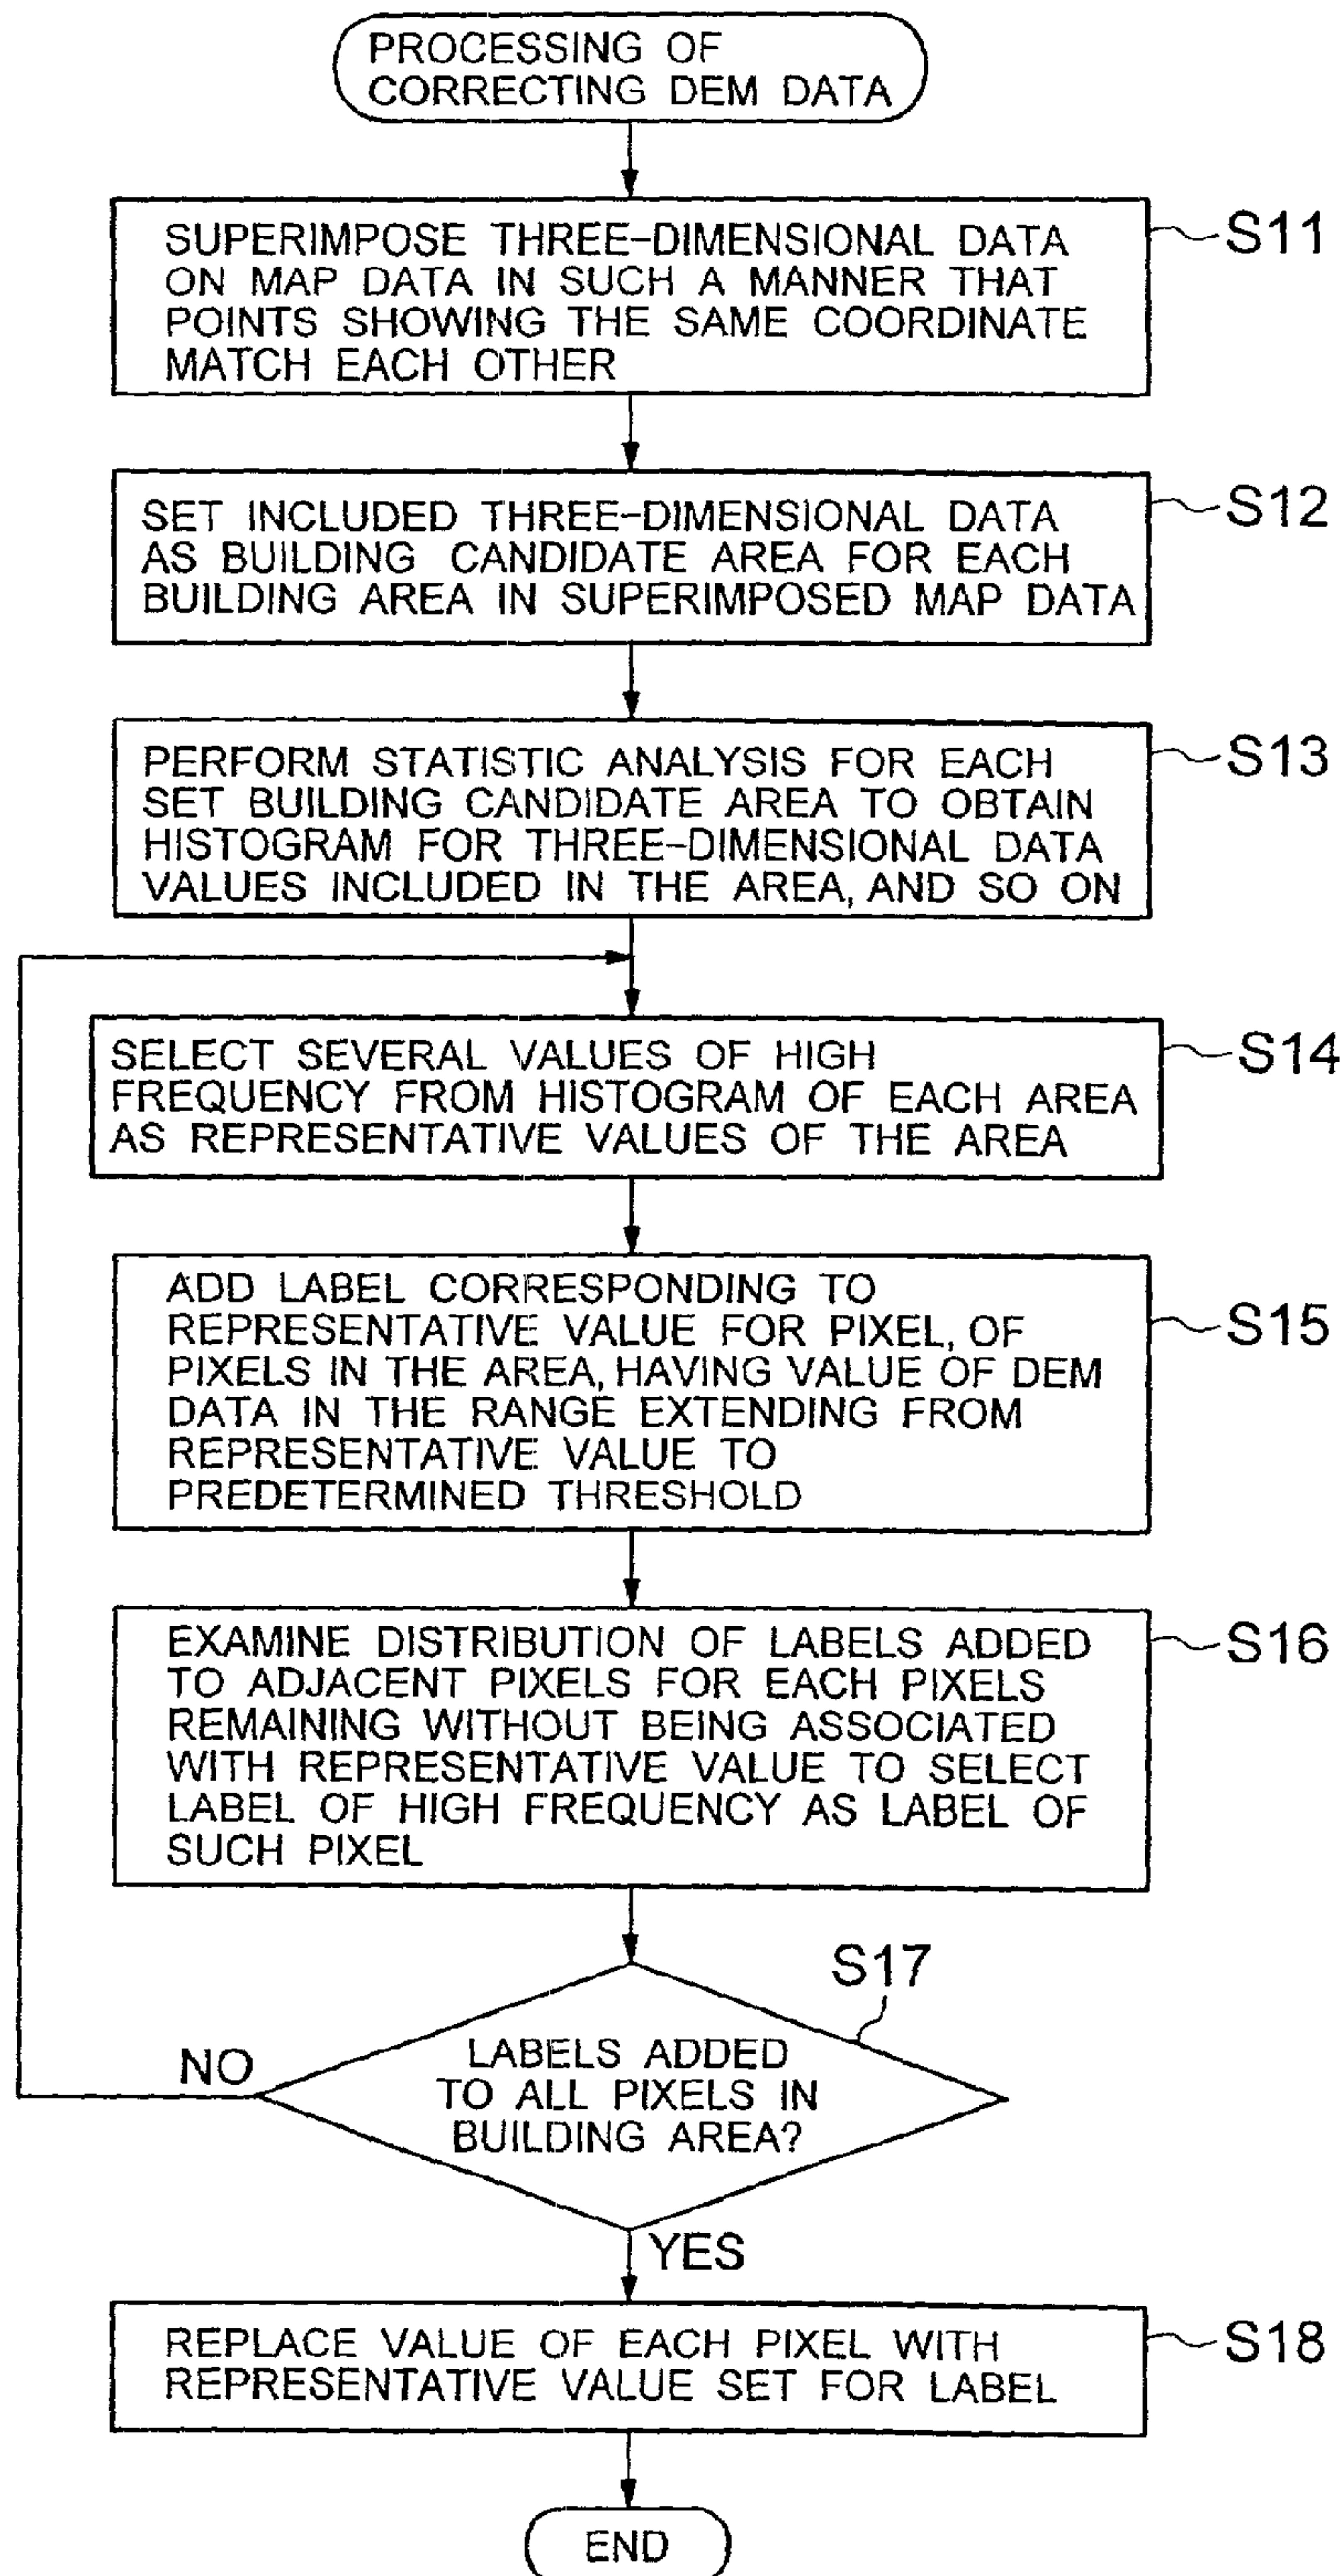 PROCESSING OF
CORRECTING DEM DATA
SUPERIMPOSE THREE-DIMENSIONAL DATA
ON MAP DATA IN SUCH A MANNER THAT
POINTS SHOWING THE SAME COORDINATE
MATCH EACH OTHER
S11
SET INCLUDED THREE-DIMENSIONAL DATA
AS BUILDING CANDIDATE AREA FOR EACH
BUILDING AREA IN SUPERIMPOSED MAP DATA
S12
PERFORM STATISTIC ANALYSIS FOR EACH
SET BUILDING CANDIDATE AREA TO OBTAIN
HISTOGRAM FOR THREE-DIMENSIONAL DATA
VALUES INCLUDED IN THE AREA, AND SO ON
S13
SELECT SEVERAL VALUES OF HIGH
FREQUENCY FROM HISTOGRAM OF EACH AREA
AS REPRESENTATIVE VALUES OF THE AREA
S14
ADD LABEL CORRESPONDING TO
REPRESENTATIVE VALUE FOR PIXEL, OF
PIXELS IN THE AREA, HAVING VALUE OF DEM
DATA IN THE RANGE EXTENDING FROM
REPRESENTATIVE VALUE TO
PREDETERMINED THRESHOLD
S15
EXAMINE DISTRIBUTION OF LABELS ADDED
TO ADJACENT PIXELS FOR EACH PIXELS
REMAINING WITHOUT BEING ASSOCIATED
WITH REPRESENTATIVE VALUE TO SELECT
LABEL OF HIGH FREQUENCY AS LABEL OF
SUCH PIXEL
S16
S17
LABELS ADDED
TO ALL PIXELS IN
BUILDING AREA?
NO
YES
REPLACE VALUE OF EACH PIXEL WITH
REPRESENTATIVE VALUE SET FOR LABEL
S18
END